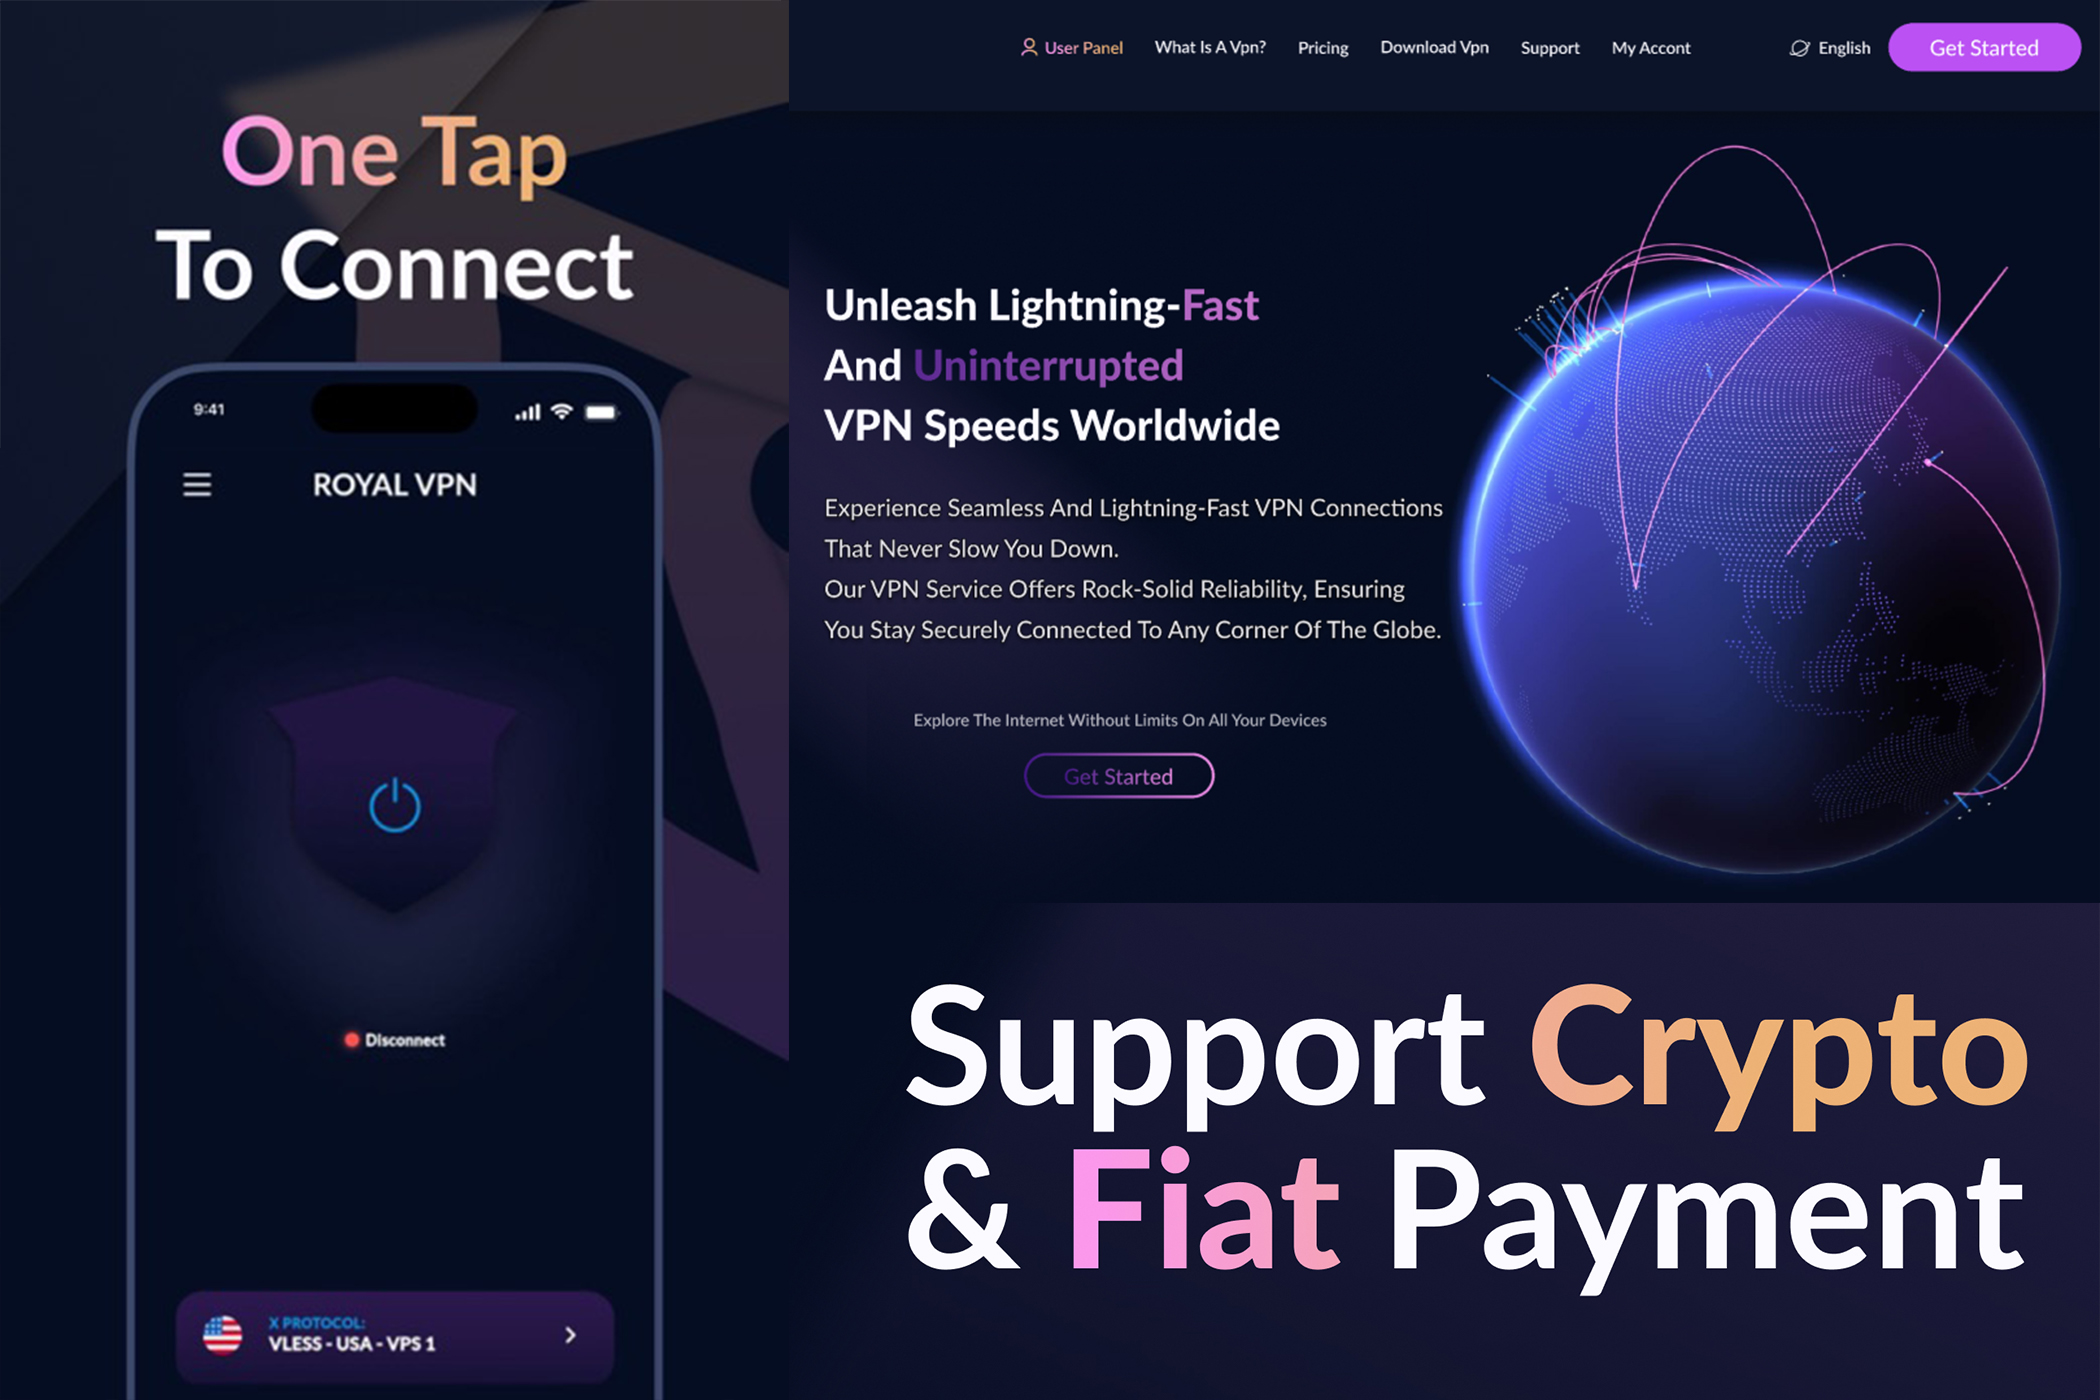 One Tap
To Connect
9:41
ROYAL VPN
Disconnect
X PROTOCOL:
VLESS - USA - VPS 1
User Panel
What Is A Vpn?
Pricing
Download Vpn
Support
My Accont
English
Get Started
Unleash Lightning-Fast
And Uninterrupted
VPN Speeds Worldwide
Experience Seamless And Lightning-Fast VPN Connections
That Never Slow You Down.
Our VPN Service Offers Rock-Solid Reliability, Ensuring
You Stay Securely Connected To Any Corner Of The Globe.
Explore The Internet Without Limits On All Your Devices
Get Started
Support Crypto
& Fiat Payment